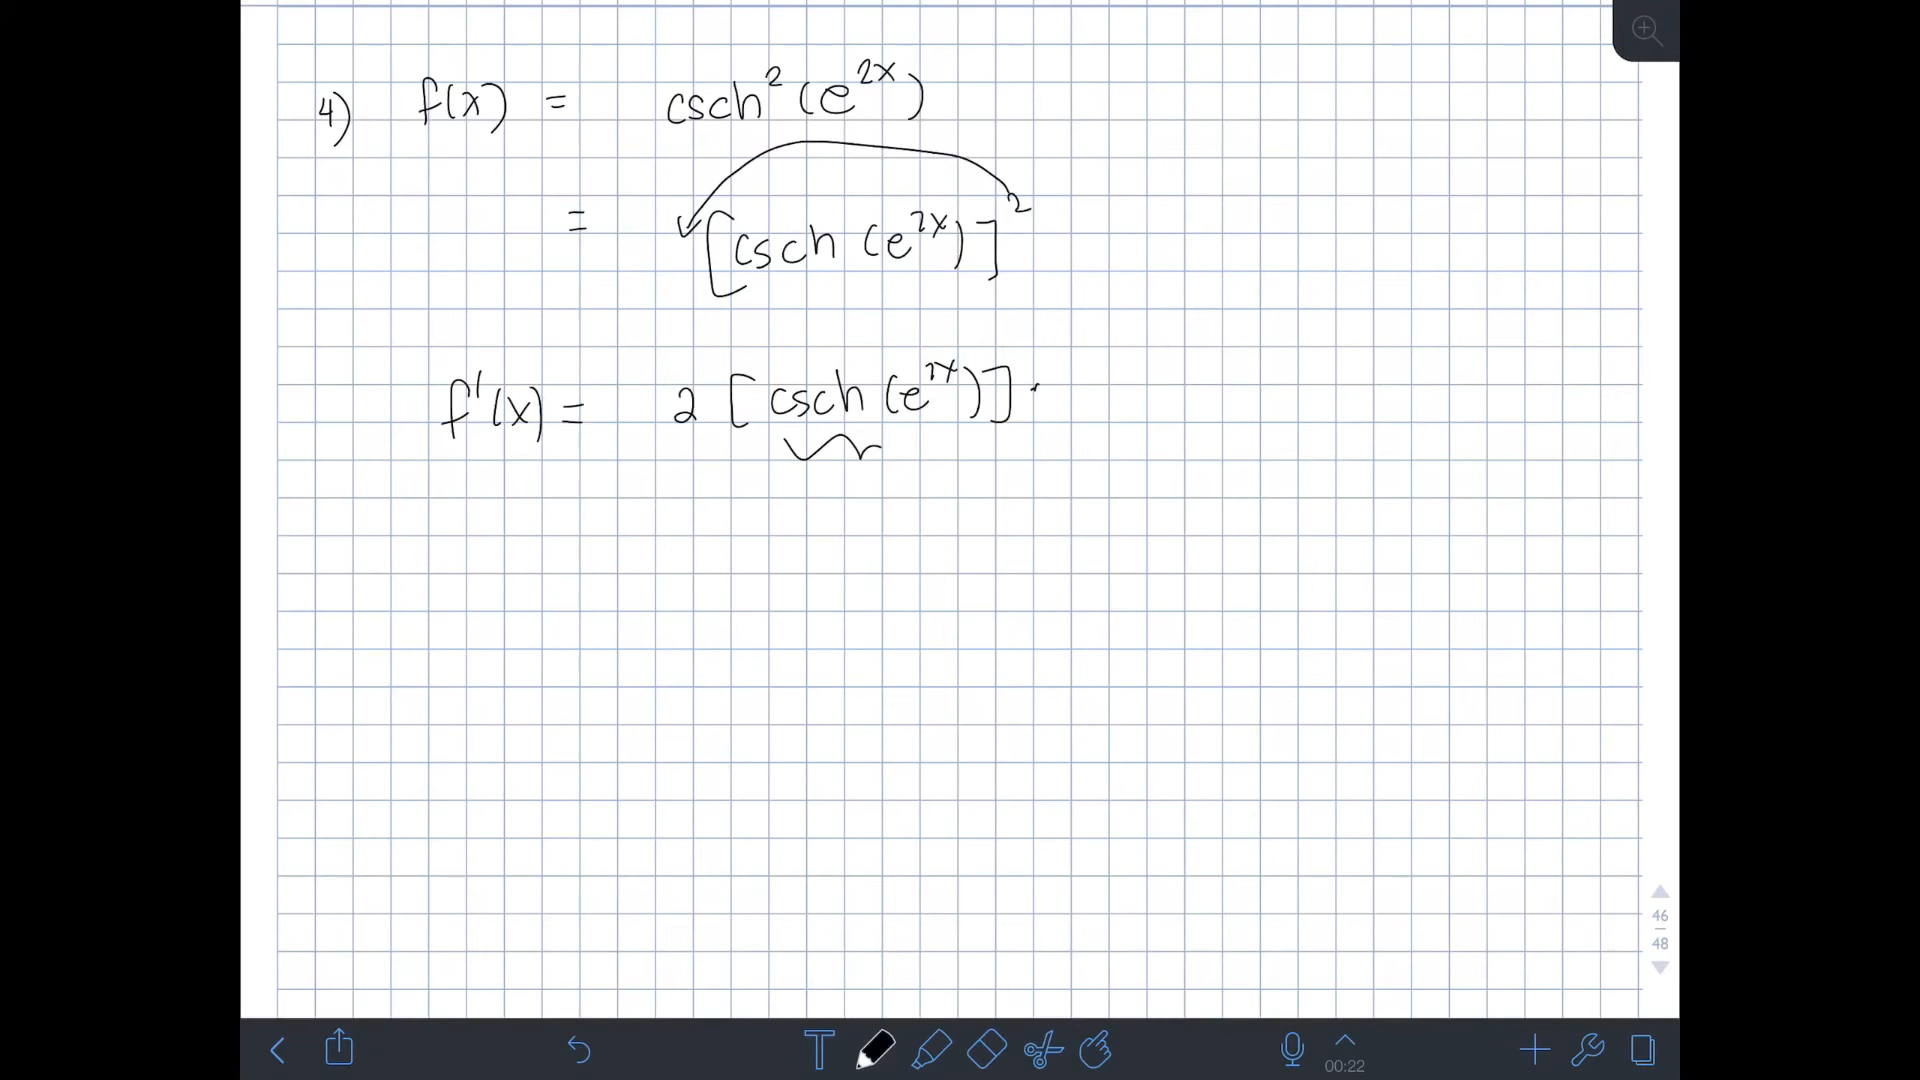 4) f(x) = csch² (e^{2x})
= [csch (e^{2x})]²
f'(x) = 2 [csch (e^{2x})] ·
46
48
T
00:22